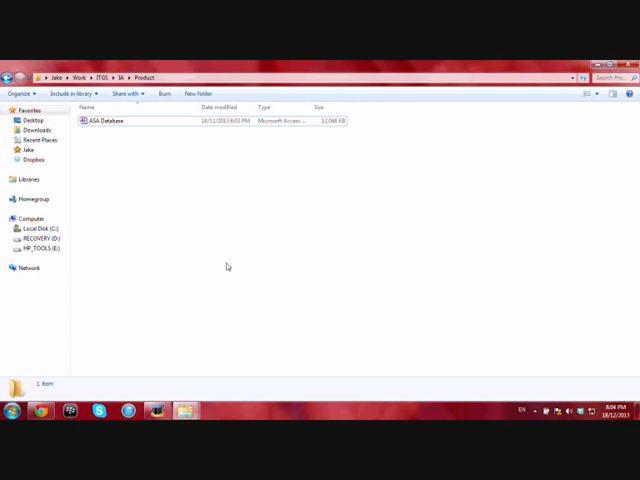 Jake Work ITGS IA Product
Search Pro...
Organize Include in library Share with Burn New folder
Name Date modified Type Size
ASA Database 18/12/2013 8:03 PM Microsoft Access ... 12,048 KB
Favorites
Desktop
Downloads
Recent Places
Jake
Dropbox
Libraries
Homegroup
Computer
Local Disk (C:)
RECOVERY (D:)
HP_TOOLS (E:)
Network
1 item
EN
8:04 PM
18/12/2013